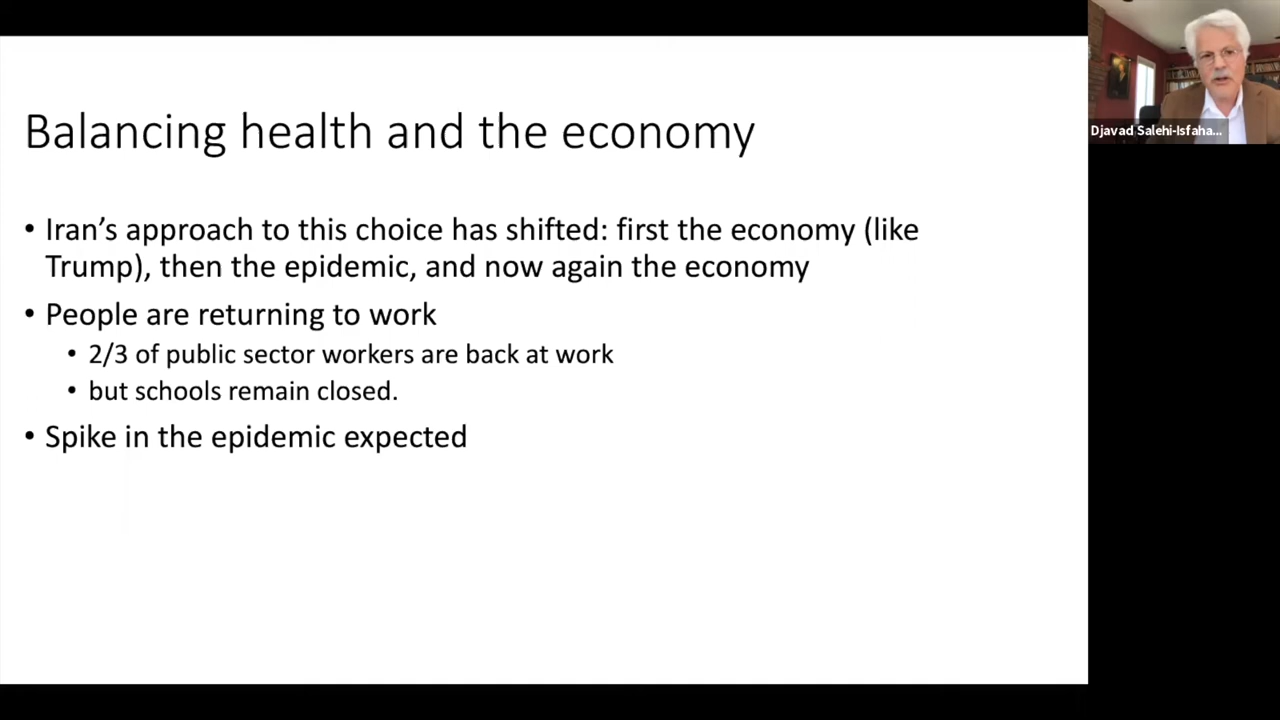 Balancing health and the economy
• Iran’s approach to this choice has shifted: first the economy (like
Trump), then the epidemic, and now again the economy
• People are returning to work
• 2/3 of public sector workers are back at work
• but schools remain closed.
• Spike in the epidemic expected
Djavad Salehi-Isfaha...